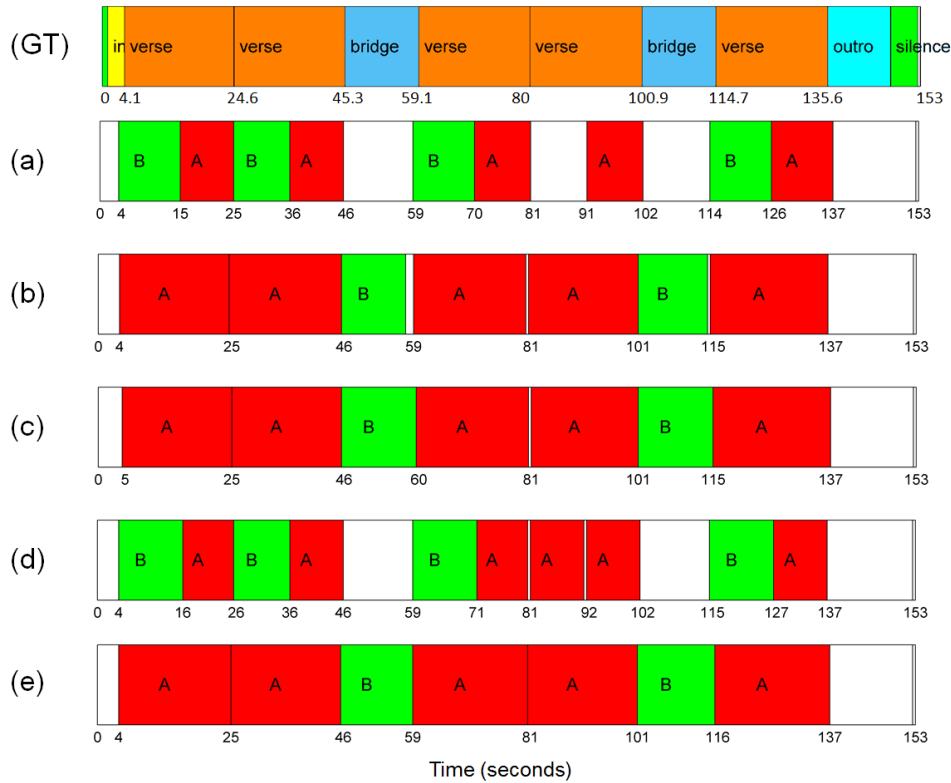 (GT) in verse verse bridge verse verse bridge verse outro silence
0 4.1 24.6 45.3 59.1 80 100.9 114.7 135.6 153
(a) B A B A B A A B A
0 4 15 25 36 46 59 70 81 91 102 114 126 137 153
(b) A A B A A B A
0 4 25 46 59 81 101 115 137 153
(c) A A B A A B A
0 5 25 46 60 81 101 115 137 153
(d) B A B A B A A A B A
0 4 16 26 36 46 59 71 81 92 102 115 127 137 153
(e) A A B A A B A
0 4 25 46 59 81 101 116 137 153
Time (seconds)